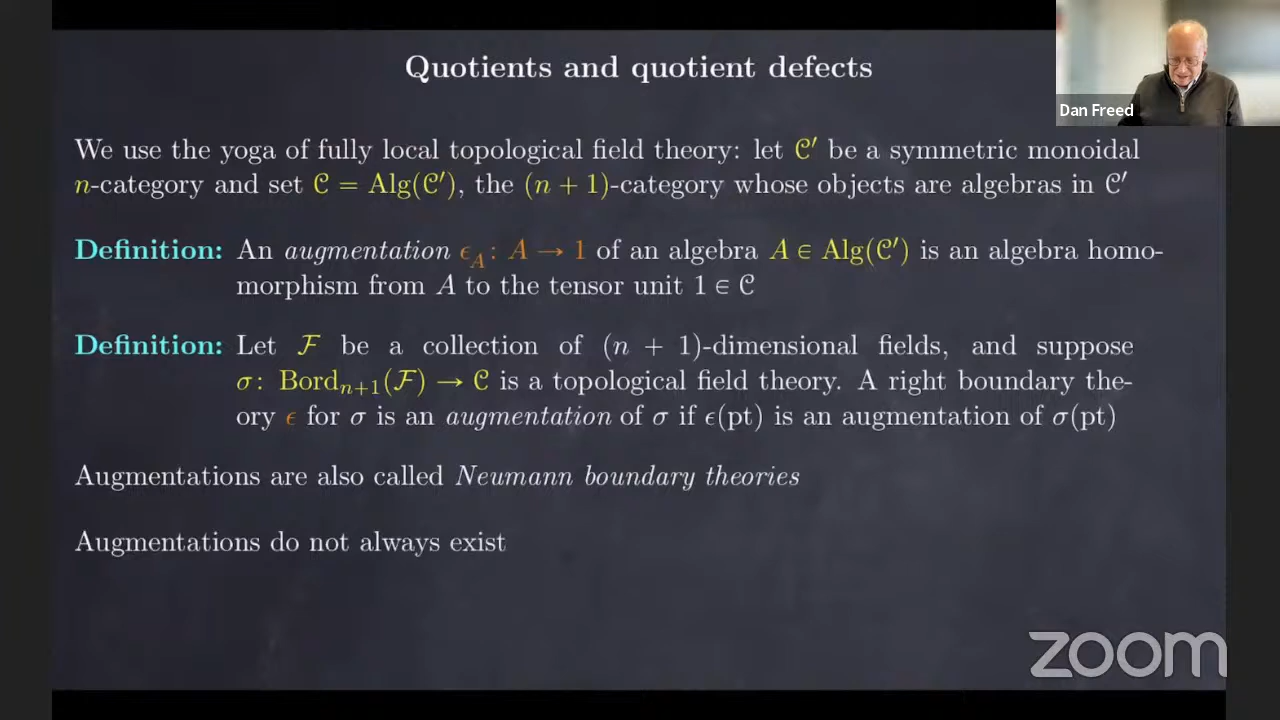 Quotients and quotient defects
Dan Freed
We use the yoga of fully local topological field theory: let 𝒞′ be a symmetric monoidal
n-category and set 𝒞 = Alg(𝒞′), the (n + 1)-category whose objects are algebras in 𝒞′
Definition: An augmentation ϵ_A : A → 1 of an algebra A ∈ Alg(𝒞′) is an algebra homo-
morphism from A to the tensor unit 1 ∈ 𝒞
Definition: Let ℱ be a collection of (n + 1)-dimensional fields, and suppose
σ: Bord_{n+1}(ℱ) → 𝒞 is a topological field theory. A right boundary the-
ory ϵ for σ is an augmentation of σ if ϵ(pt) is an augmentation of σ(pt)
Augmentations are also called Neumann boundary theories
Augmentations do not always exist
zoom